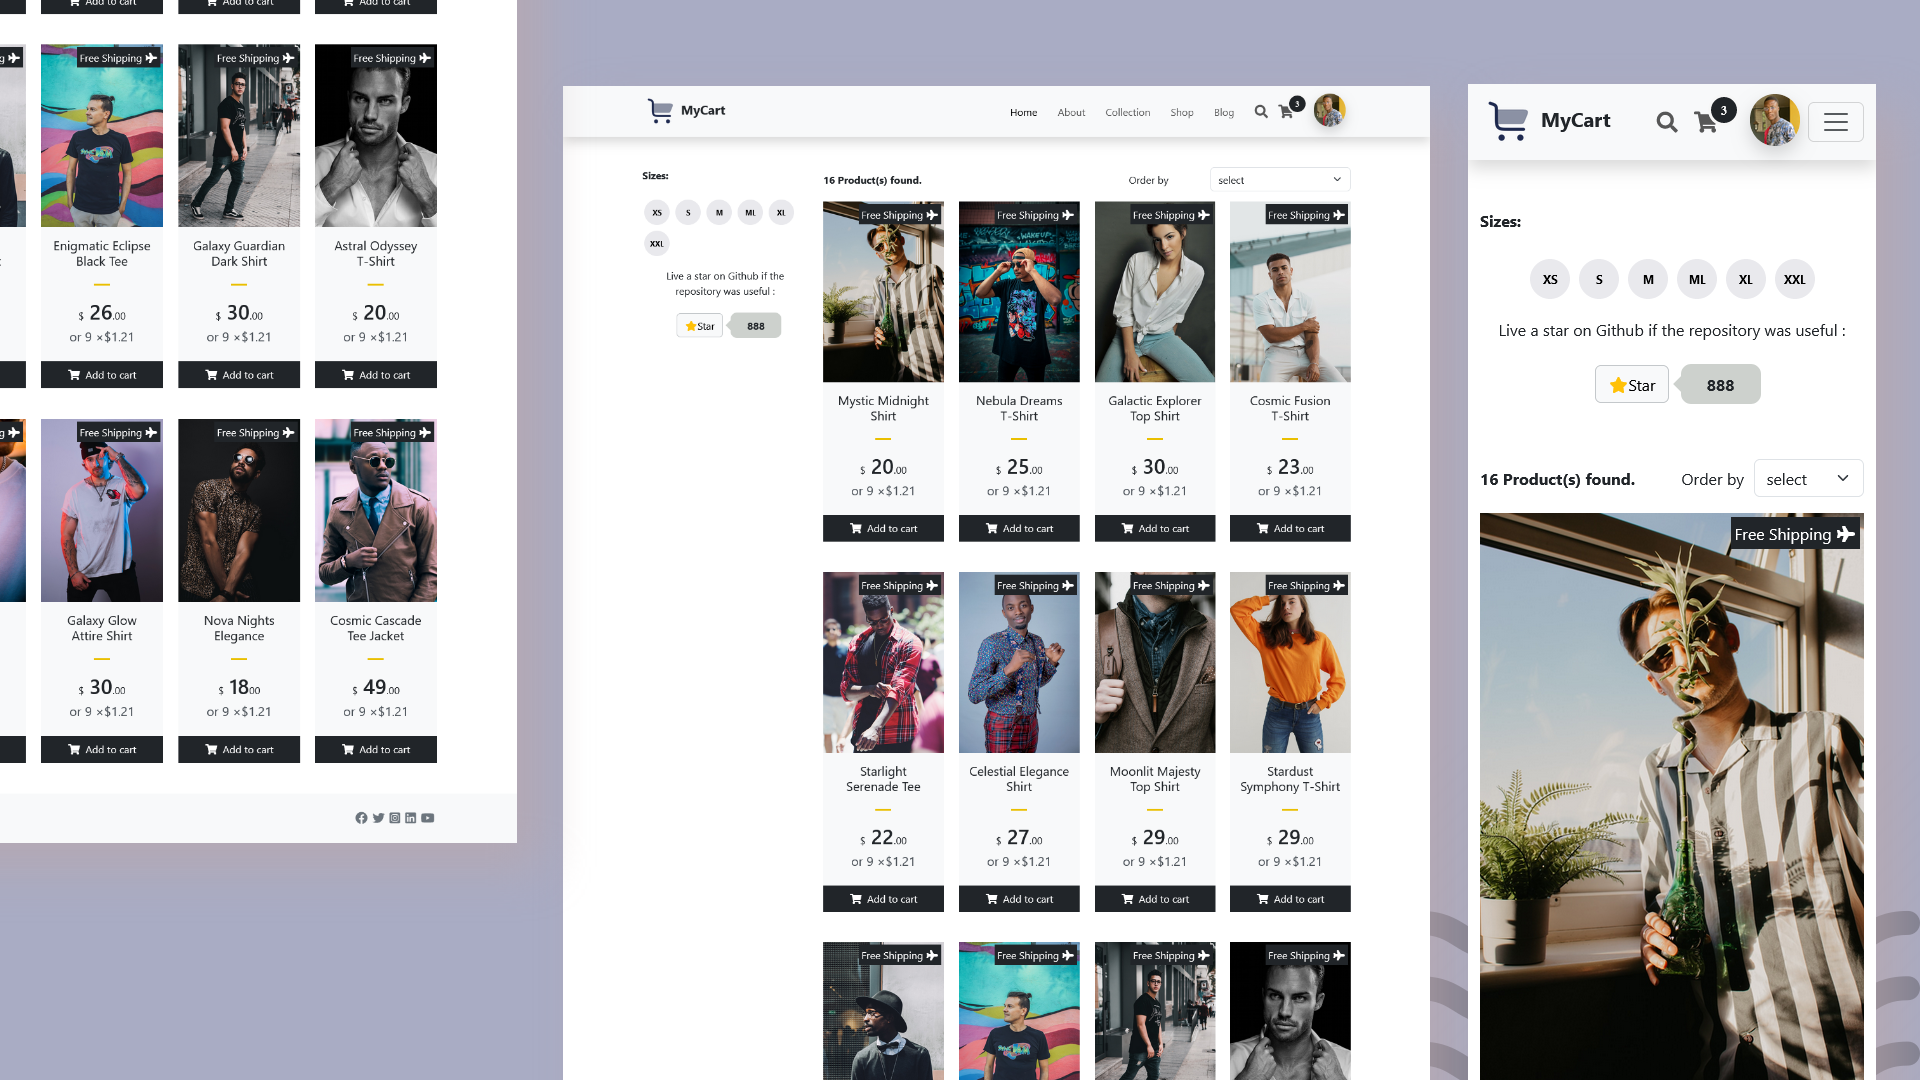 Add to cart
Add to cart
Add to cart
g
Free Shipping
Free Shipping
Free Shipping
Enigmatic Eclipse
Black Tee
Galaxy Guardian
Dark Shirt
Astral Odyssey
T-Shirt
$ 26.00
$ 30.00
$ 20.00
or 9 ×$1.21
or 9 ×$1.21
or 9 ×$1.21
Add to cart
Add to cart
Add to cart
g
Free Shipping
Free Shipping
Free Shipping
Galaxy Glow
Attire Shirt
Nova Nights
Elegance
Cosmic Cascade
Tee Jacket
$ 30.00
$ 1800
$ 49.00
or 9 ×$1.21
or 9 ×$1.21
or 9 ×$1.21
Add to cart
Add to cart
Add to cart
MyCart
Home
About
Collection
Shop
Blog
3
Sizes:
XS
S
M
ML
XL
XXL
Live a star on Github if the
repository was useful :
Star
888
16 Product(s) found.
Order by
select
Free Shipping
Free Shipping
Free Shipping
Free Shipping
WAKEUP
Mystic Midnight
Shirt
Nebula Dreams
T-Shirt
Galactic Explorer
Top Shirt
Cosmic Fusion
T-Shirt
$ 20.00
$ 25.00
$ 30.00
$ 23.00
or 9 ×$1.21
or 9 ×$1.21
or 9 ×$1.21
or 9 ×$1.21
Add to cart
Add to cart
Add to cart
Add to cart
Free Shipping
Free Shipping
Free Shipping
Free Shipping
Starlight
Serenade Tee
Celestial Elegance
Shirt
Moonlit Majesty
Top Shirt
Stardust
Symphony T-Shirt
$ 22.00
$ 27.00
$ 29.00
$ 29.00
or 9 ×$1.21
or 9 ×$1.21
or 9 ×$1.21
or 9 ×$1.21
Add to cart
Add to cart
Add to cart
Add to cart
Free Shipping
Free Shipping
Free Shipping
Free Shipping
MyCart
3
Sizes:
XS
S
M
ML
XL
XXL
Live a star on Github if the repository was useful :
Star
888
16 Product(s) found.
Order by
select
Free Shipping